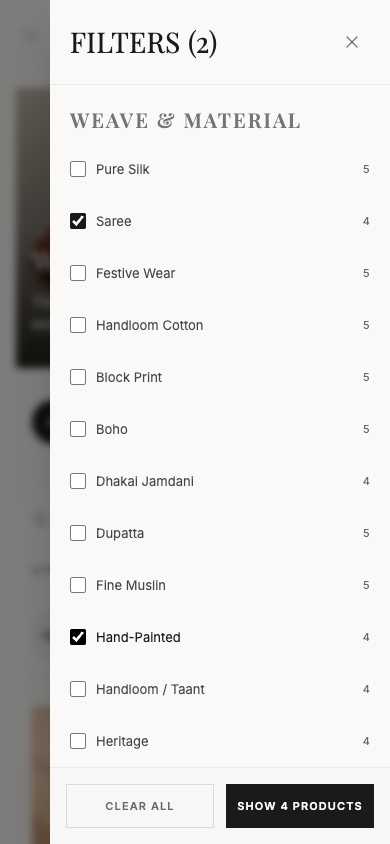 FILTERS (2)
WEAVE & MATERIAL
Pure Silk 5
Saree 4
Festive Wear 5
Handloom Cotton 5
Block Print 5
Boho 5
Dhakai Jamdani 4
Dupatta 5
Fine Muslin 5
Hand-Painted 4
Handloom / Taant 4
Heritage 4
CLEAR ALL
SHOW 4 PRODUCTS